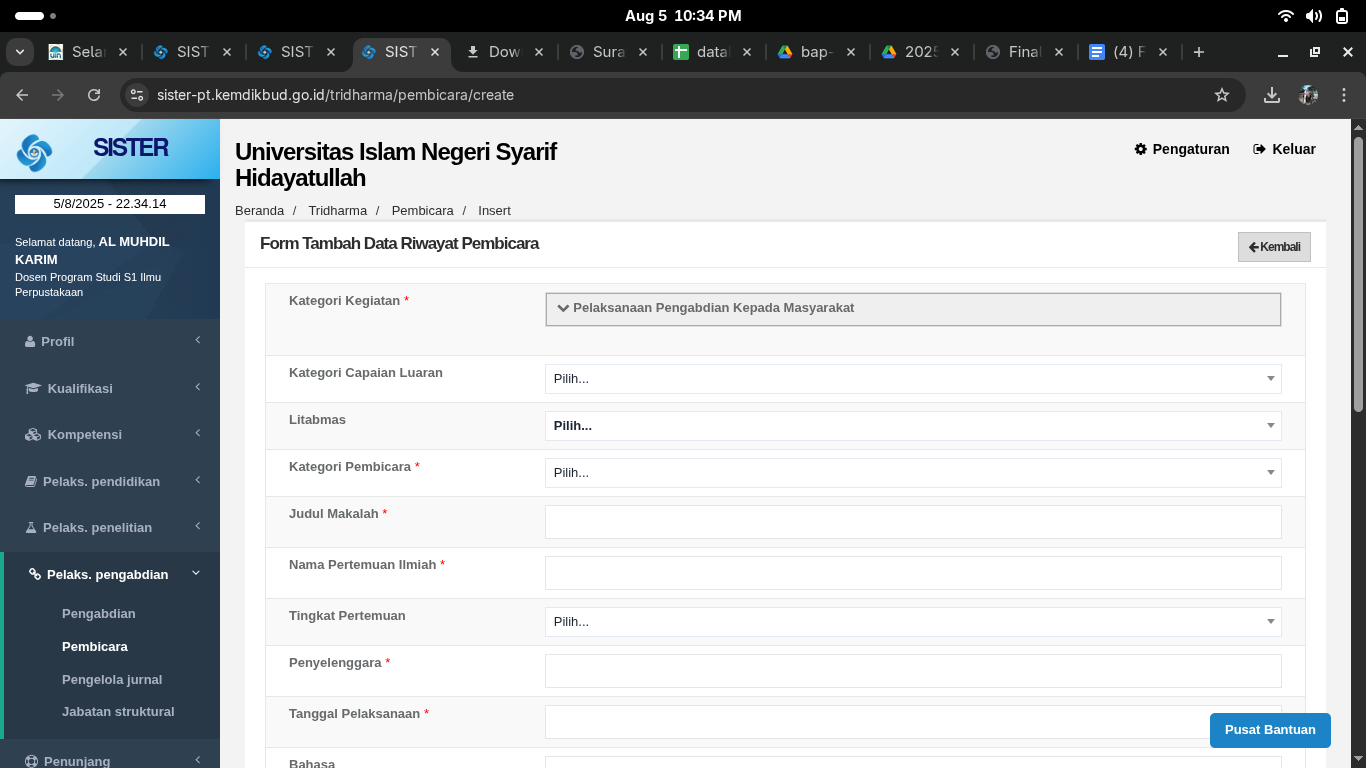 Aug 5 10:34 PM
Sela
SIST
SIST
SIST
Dow
Sura
data
bap-
2025
Final
(4) F
sister-pt.kemdikbud.go.id/tridharma/pembicara/create
SISTER
5/8/2025 - 22.34.14
Selamat datang, AL MUHDIL
KARIM
Dosen Program Studi S1 Ilmu
Perpustakaan
Profil
Kualifikasi
Kompetensi
Pelaks. pendidikan
Pelaks. penelitian
Pelaks. pengabdian
Pengabdian
Pembicara
Pengelola jurnal
Jabatan struktural
Penunjang
Universitas Islam Negeri Syarif
Hidayatullah
Pengaturan Keluar
Beranda / Tridharma / Pembicara / Insert
Form Tambah Data Riwayat Pembicara
Kembali
Kategori Kegiatan *
Pelaksanaan Pengabdian Kepada Masyarakat
Kategori Capaian Luaran
Pilih...
Litabmas
Pilih...
Kategori Pembicara *
Pilih...
Judul Makalah *
Nama Pertemuan Ilmiah *
Tingkat Pertemuan
Pilih...
Penyelenggara *
Tanggal Pelaksanaan *
Bahasa
Pusat Bantuan